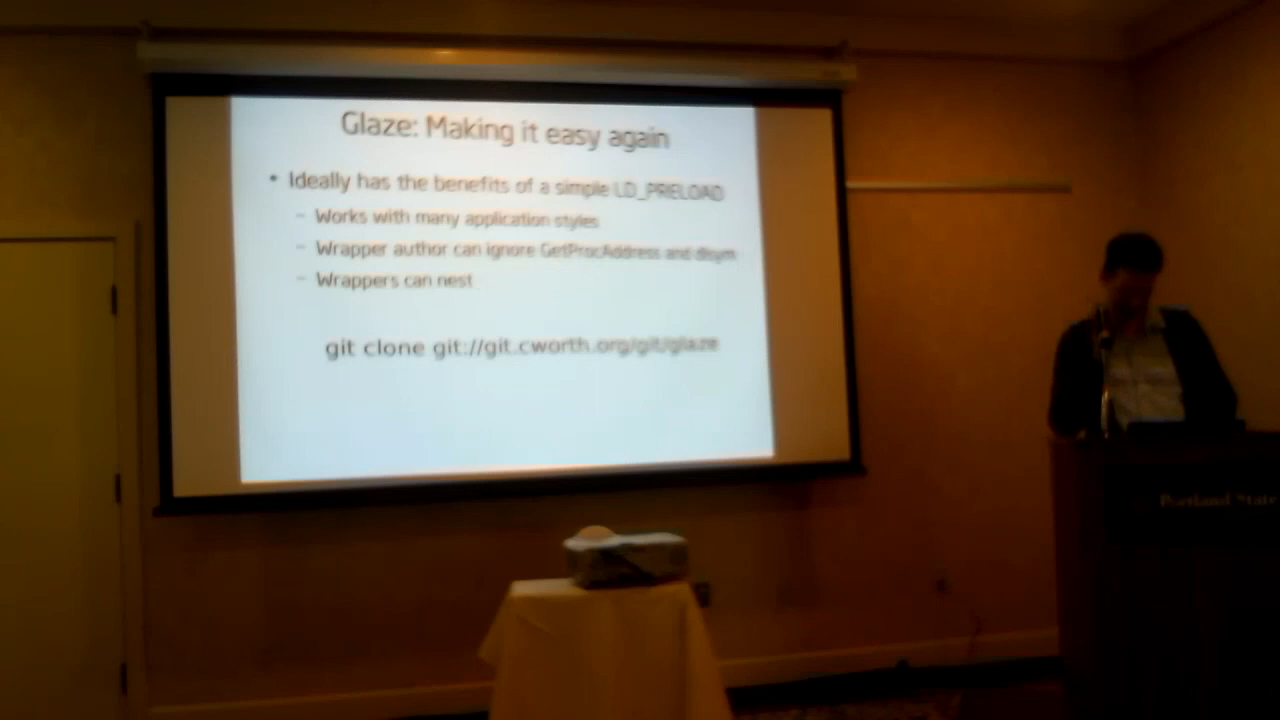 Glaze: Making it easy again
• Ideally has the benefits of a simple LD_PRELOAD
– Works with many application styles
– Wrapper author can ignore GetProcAddress and dlsym
– Wrappers can nest
git clone git://git.cworth.org/git/glaze
Portland State